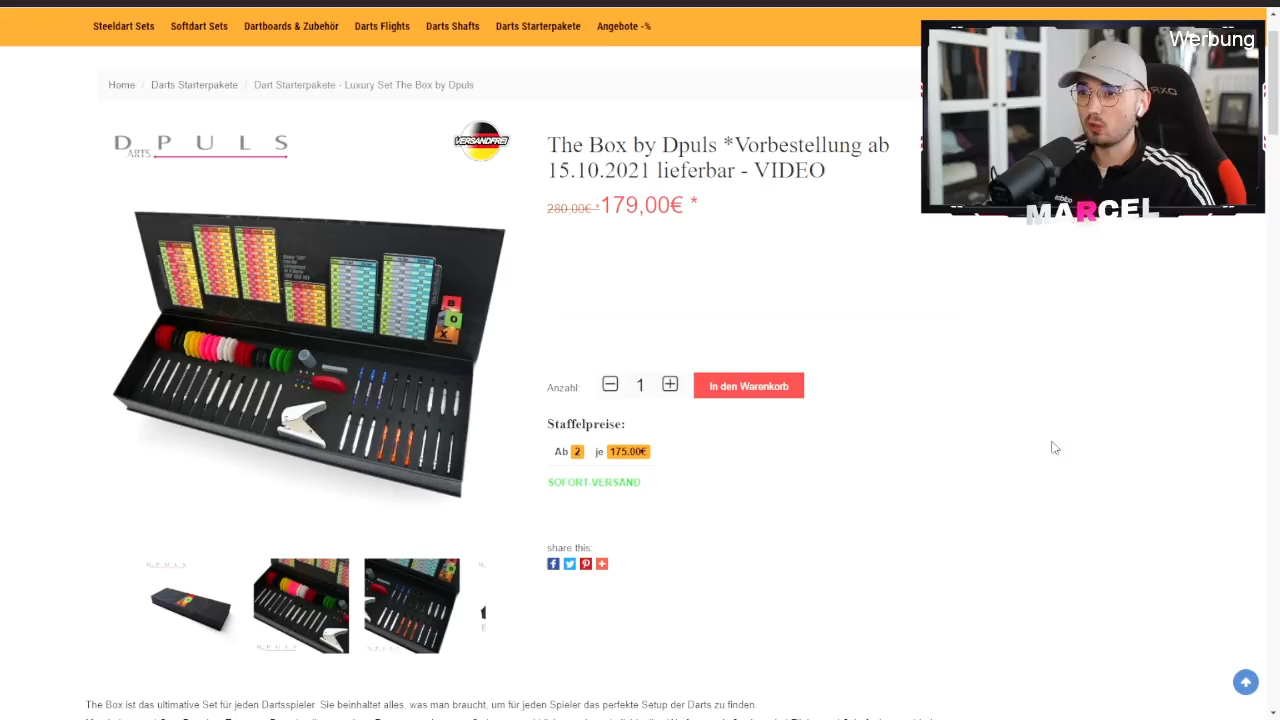 Steeldart Sets Softdart Sets Dartboards & Zubehör Darts Flights Darts Shafts Darts Starterpakete Angebote -%
Werbung
Home / Darts Starterpakete / Dart Starterpakete - Luxury Set The Box by Dpuls
D P U L S
ARTS
VERSANDFREI
The Box by Dpuls *Vorbestellung ab
15.10.2021 lieferbar - VIDEO
280,00€ *179,00€ *
MARCEL
B
O
X
Anzahl: 1 In den Warenkorb
Staffelpreise:
Ab 2 je 175.00€
SOFORT-VERSAND
share this:
The Box ist das ultimative Set für jeden Dartsspieler. Sie beinhaltet alles, was man braucht, um für jeden Spieler das perfekte Setup der Darts zu finden.